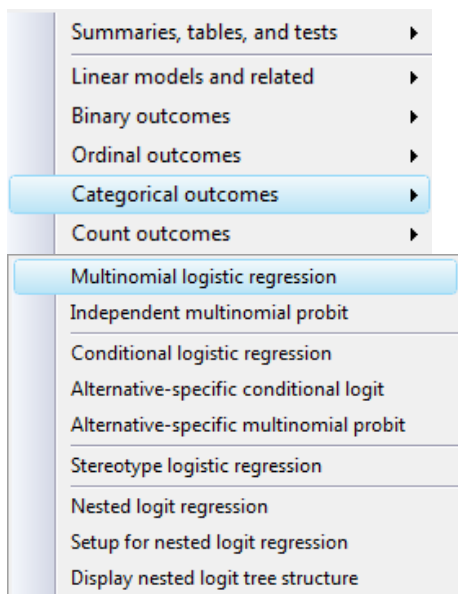 Summaries, tables, and tests
Linear models and related
Binary outcomes
Ordinal outcomes
Categorical outcomes
Count outcomes
Multinomial logistic regression
Independent multinomial probit
Conditional logistic regression
Alternative-specific conditional logit
Alternative-specific multinomial probit
Stereotype logistic regression
Nested logit regression
Setup for nested logit regression
Display nested logit tree structure